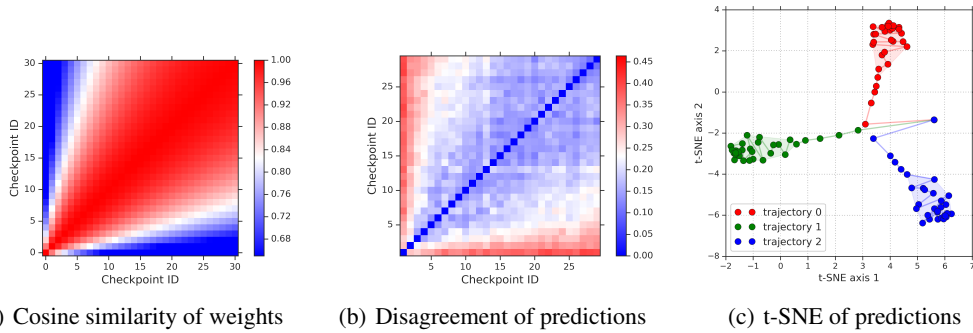 1.00
0.96
0.92
0.88
0.84
0.80
0.76
0.72
0.68
30
25
20
15
10
5
0
Checkpoint ID
0 5 10 15 20 25 30
Checkpoint ID
) Cosine similarity of weights
0.45
0.40
0.35
0.30
0.25
0.20
0.15
0.10
0.05
0.00
25
20
15
10
5
Checkpoint ID
5 10 15 20 25
Checkpoint ID
(b) Disagreement of predictions
4
2
0
−2
−4
−6
−8
t-SNE axis 2
trajectory 0
trajectory 1
trajectory 2
−2 −1 0 1 2 3 4 5 6 7
t-SNE axis 1
(c) t-SNE of predictions